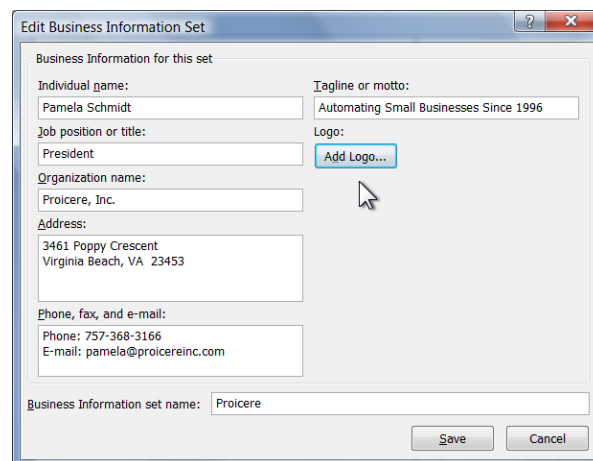 Edit Business Information Set
Business Information for this set
Individual name:
Pamela Schmidt
Job position or title:
President
Organization name:
Proicere, Inc.
Address:
3461 Poppy Crescent
Virginia Beach, VA  23453
Phone, fax, and e-mail:
Phone: 757-368-3166
E-mail: pamela@proicereinc.com
Tagline or motto:
Automating Small Businesses Since 1996
Logo:
Add Logo...
Business Information set name: Proicere
Save Cancel